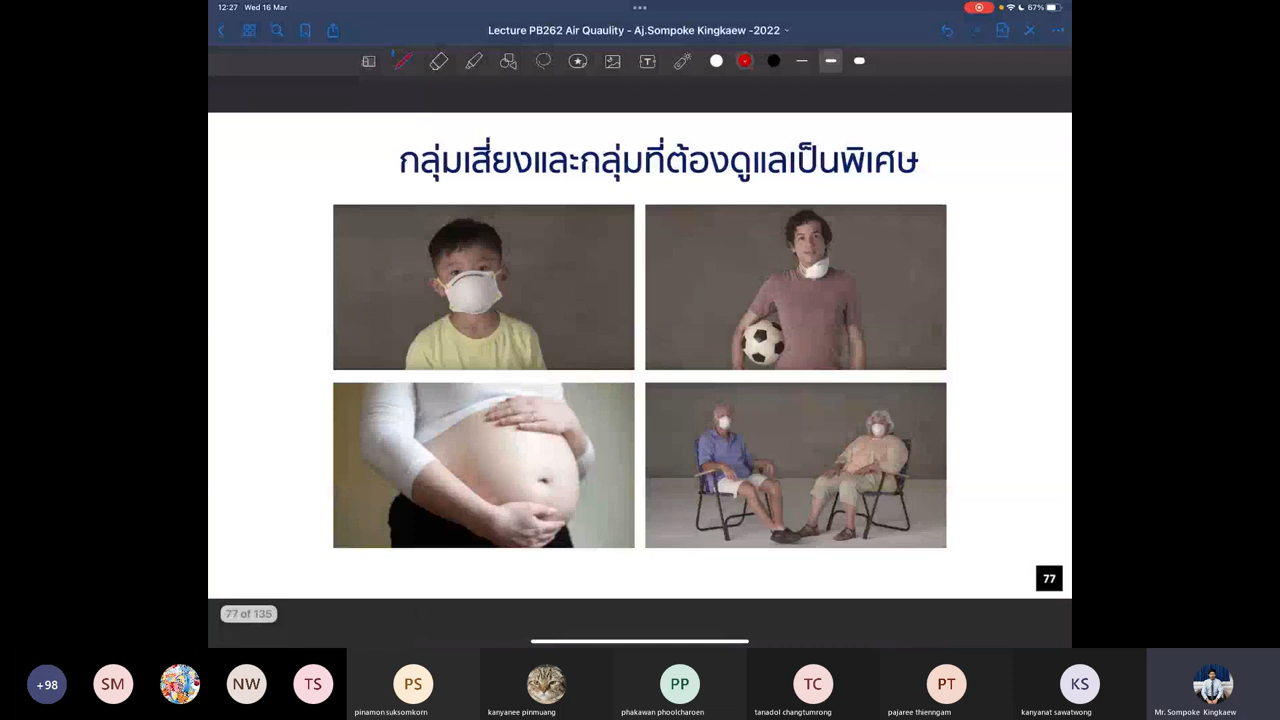 12:27 Wed 16 Mar
67%
Lecture PB262 Air Quaulity - Aj.Sompoke Kingkaew -2022
T
กลุ่มเสี่ยงและกลุ่มที่ต้องดูแลเป็นพิเศษ
77
77 of 135
+98
SM
NW
TS
PS
PP
TC
PT
KS
pinamon suksomkorn
kanyanee pinmuang
phakawan phoolcharoen
tanadol changtumrong
pajaree thienngam
kanyanat sawatwong
Mr. Sompoke Kingkaew